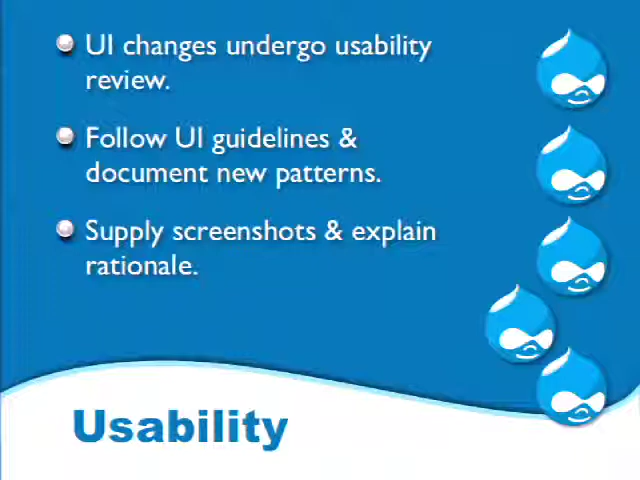 UI changes undergo usability
review.
Follow UI guidelines &
document new patterns.
Supply screenshots & explain
rationale.
Usability